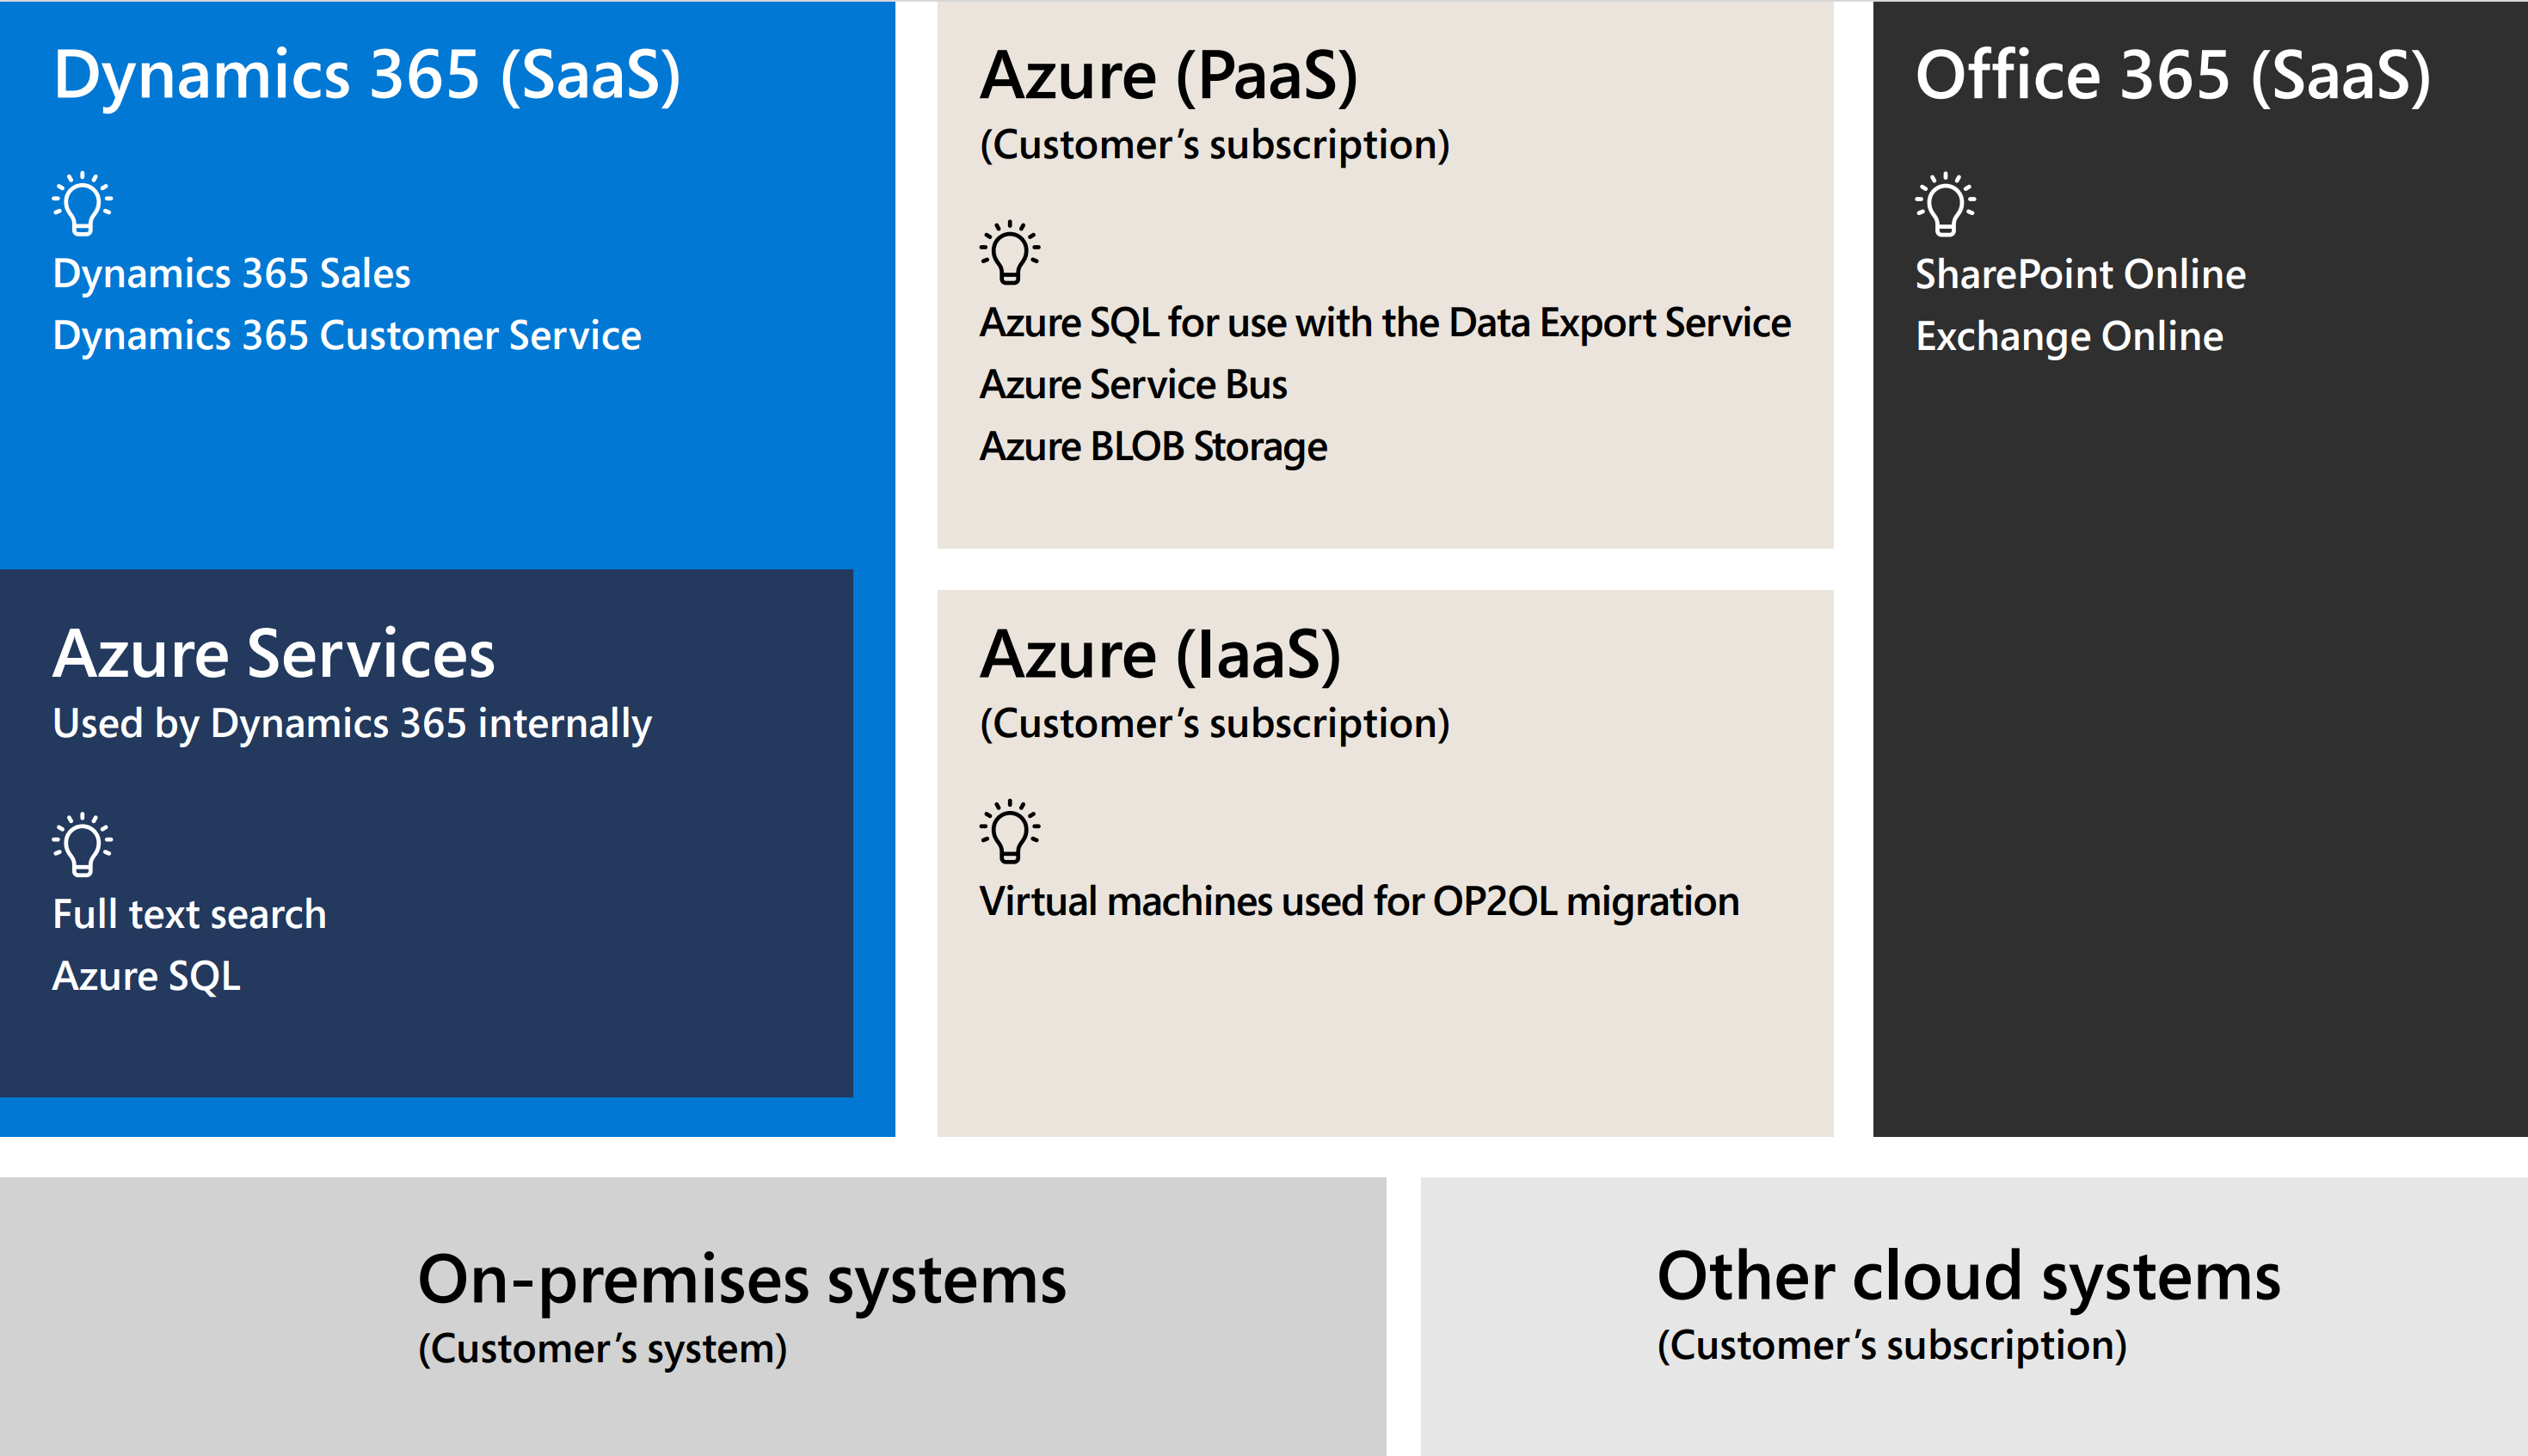 Dynamics 365 (SaaS)
Dynamics 365 Sales
Dynamics 365 Customer Service
Azure Services
Used by Dynamics 365 internally
Full text search
Azure SQL
Azure (PaaS)
(Customer’s subscription)
Azure SQL for use with the Data Export Service
Azure Service Bus
Azure BLOB Storage
Azure (IaaS)
(Customer’s subscription)
Virtual machines used for OP2OL migration
Office 365 (SaaS)
SharePoint Online
Exchange Online
On-premises systems
(Customer’s system)
Other cloud systems
(Customer’s subscription)